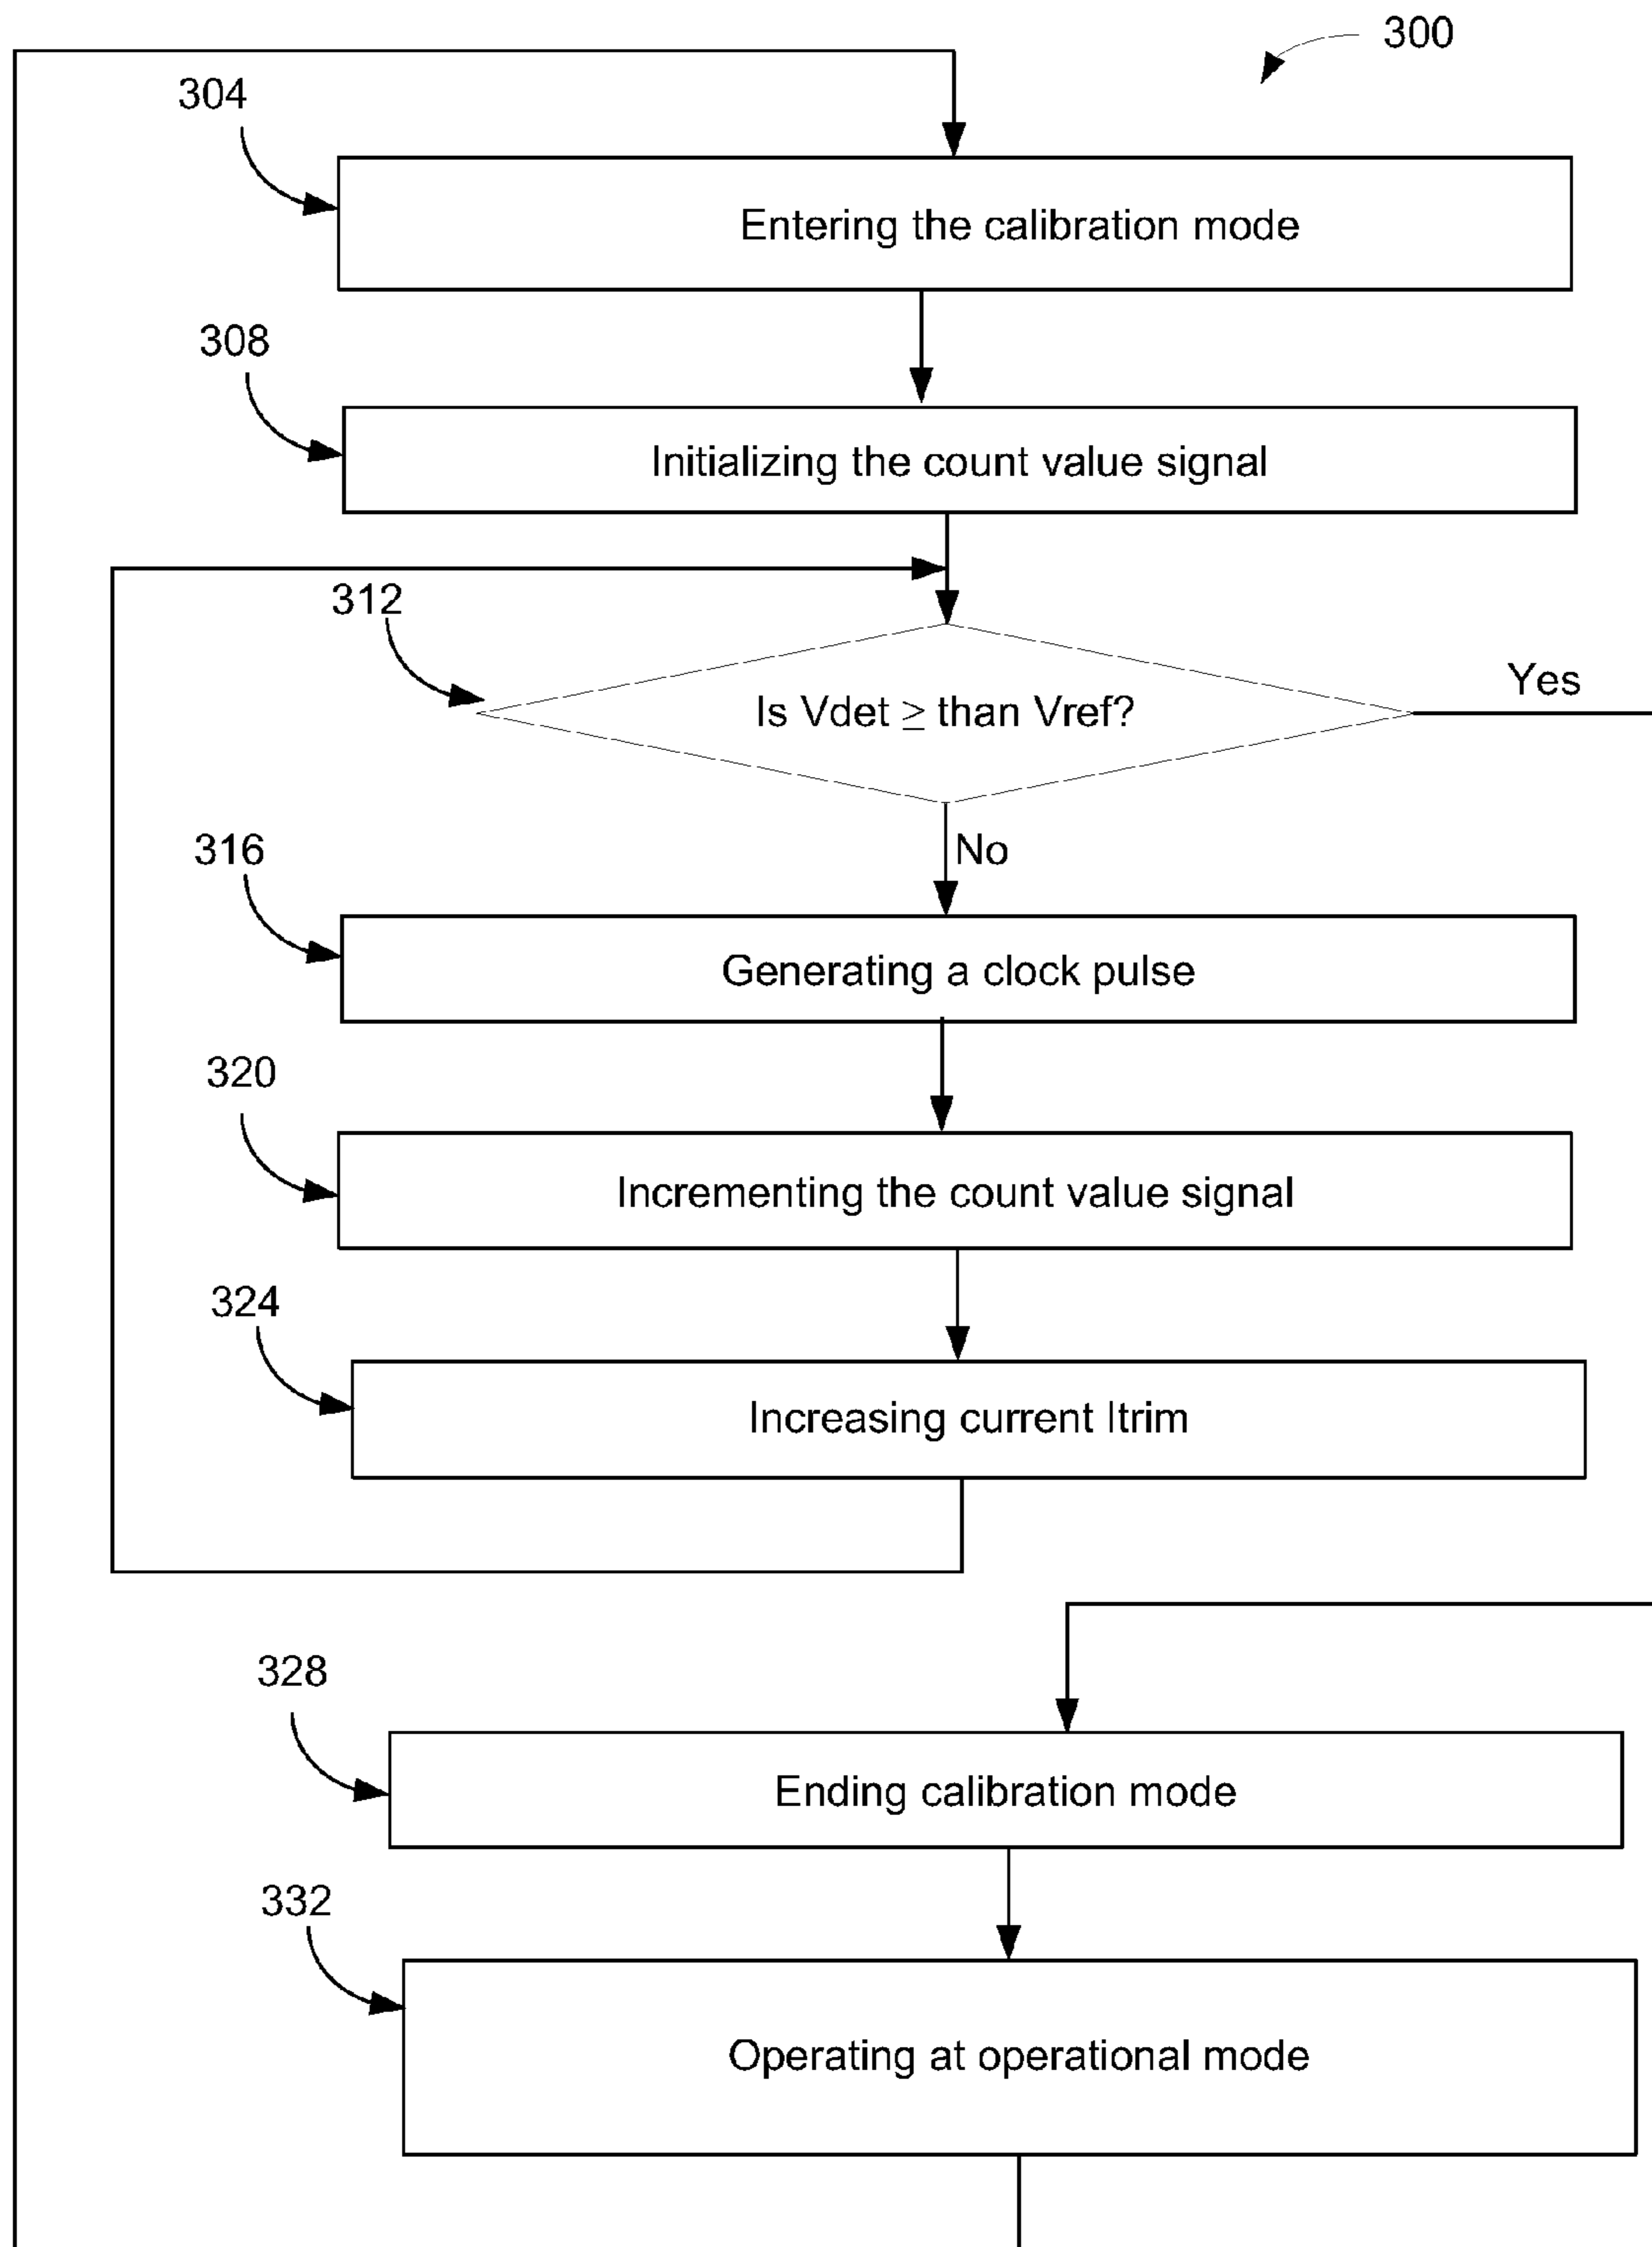 300
304
Entering the calibration mode
308
Initializing the count value signal
312
Is Vdet ≥ than Vref?
Yes
No
316
Generating a clock pulse
320
Incrementing the count value signal
324
Increasing current Itrim
328
Ending calibration mode
332
Operating at operational mode